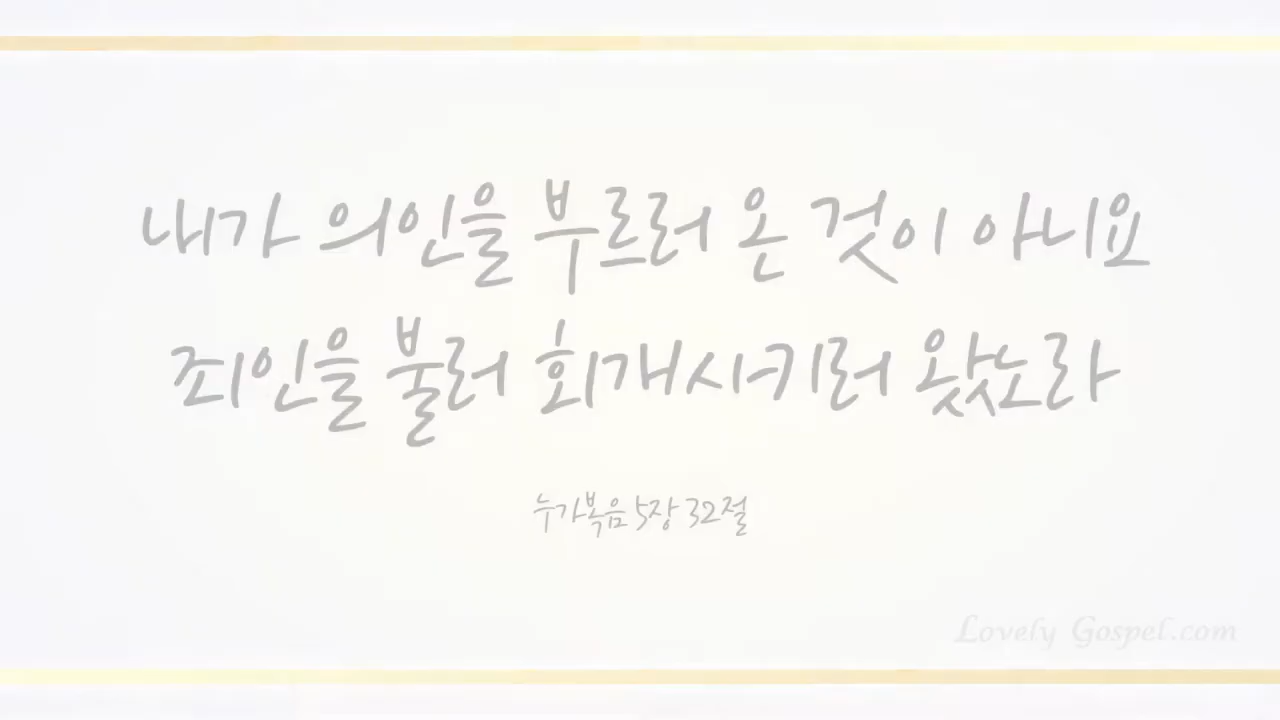 내가 의인을 부르러 온 것이 아니요
죄인을 불러 회개시키러 왔노라
누가복음 5장 32절
Lovely Gospel.com